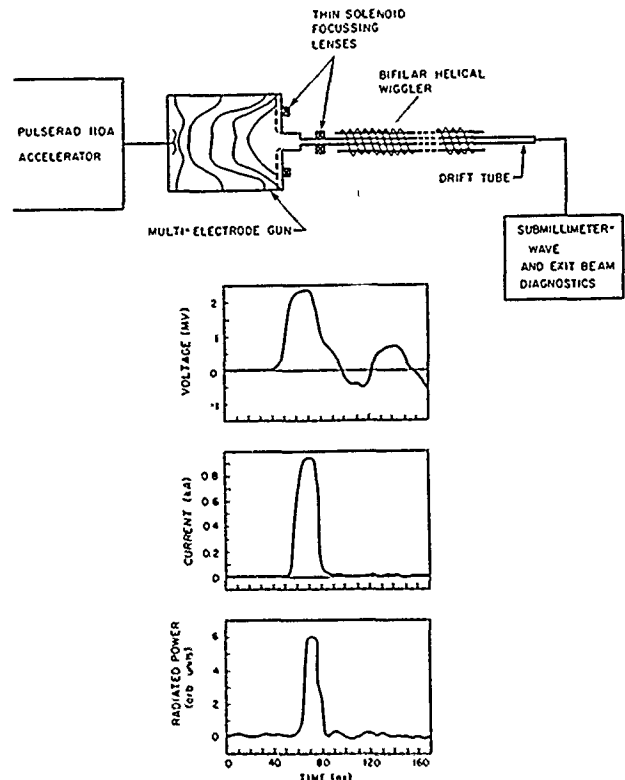 THIN SOLENOID
FOCUSSING
LENSES
BIFILAR HELICAL
WIGGLER
PULSERAD 110A
ACCELERATOR
DRIFT TUBE
MULTI-ELECTRODE GUN
SUBMILLIMETER-
WAVE
AND EXIT BEAM
DIAGNOSTICS
VOLTAGE (MV)
2
1
0
-1
CURRENT (kA)
0.8
0.6
0.4
0.2
0
RADIATED POWER
(arb units)
6
4
2
0
0 40 80 120 160
TIME (ns)